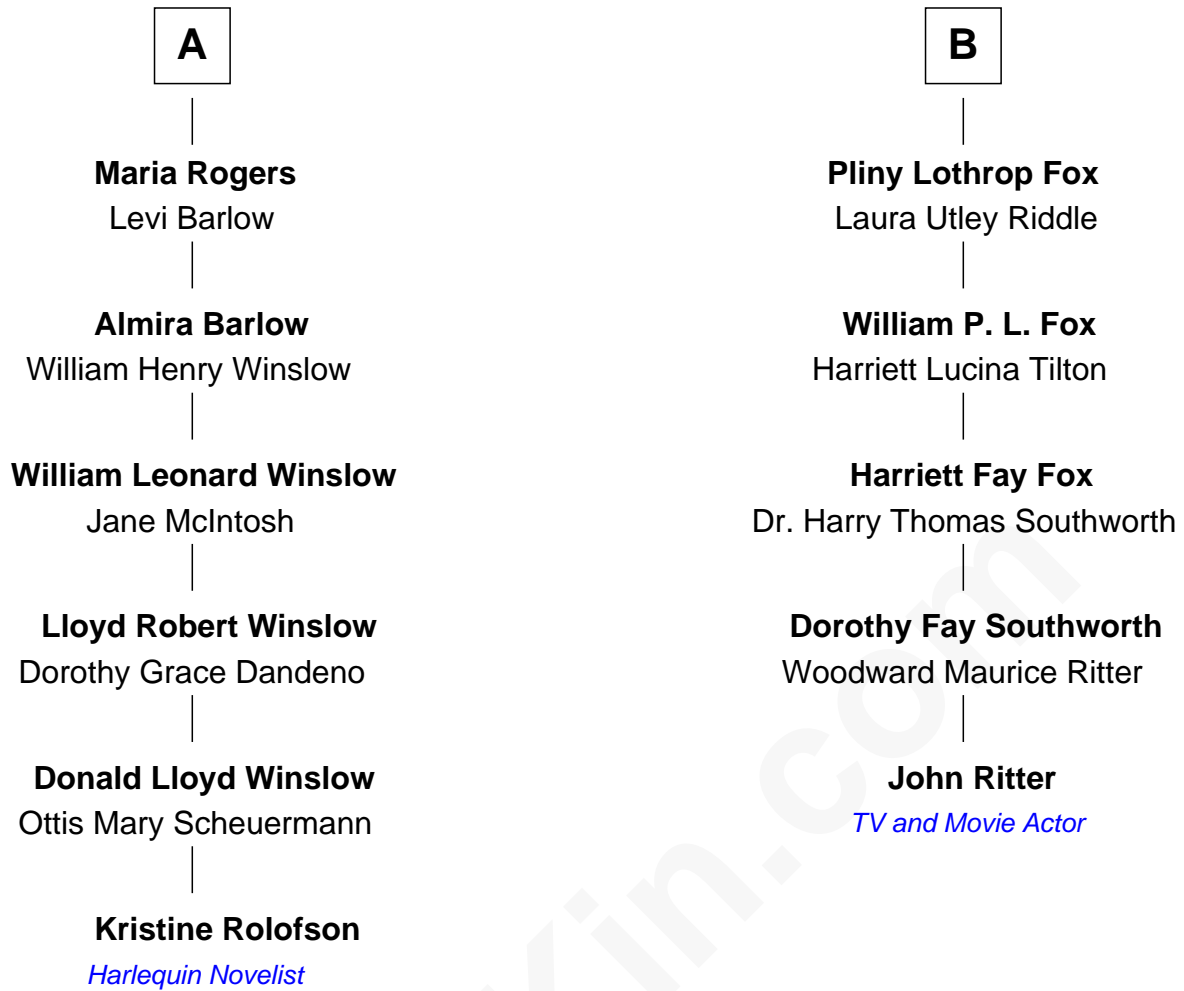 A
Maria Rogers
Levi Barlow
Almira Barlow
William Henry Winslow
William Leonard Winslow
Jane McIntosh
Lloyd Robert Winslow
Dorothy Grace Dandeno
Donald Lloyd Winslow
Ottis Mary Scheuermann
Kristine Rolofson
Harlequin Novelist
B
Pliny Lothrop Fox
Laura Utley Riddle
William P. L. Fox
Harriett Lucina Tilton
Harriett Fay Fox
Dr. Harry Thomas Southworth
Dorothy Fay Southworth
Woodward Maurice Ritter
John Ritter
TV and Movie Actor
Kin.com